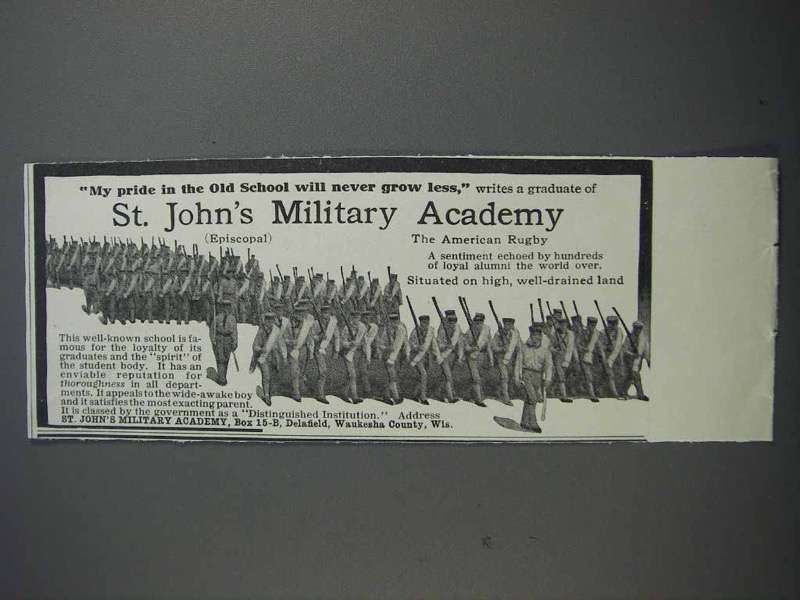 "My pride in the Old School will never grow less," writes a graduate of
St. John's Military Academy
(Episcopal)
The American Rugby
A sentiment echoed by hundreds
of loyal alumni the world over.
Situated on high, well-drained land
This well-known school is fa-
mous for the loyalty of its
graduates and the "spirit" of
the student body. It has an
enviable reputation for
thoroughness in all depart-
ments. It appeals to the wide-awake boy
and it satisfies the most exacting parent.
It is classed by the government as a "Distinguished Institution." Address
ST. JOHN'S MILITARY ACADEMY, Box 15-B, Delafield, Waukesha County, Wis.